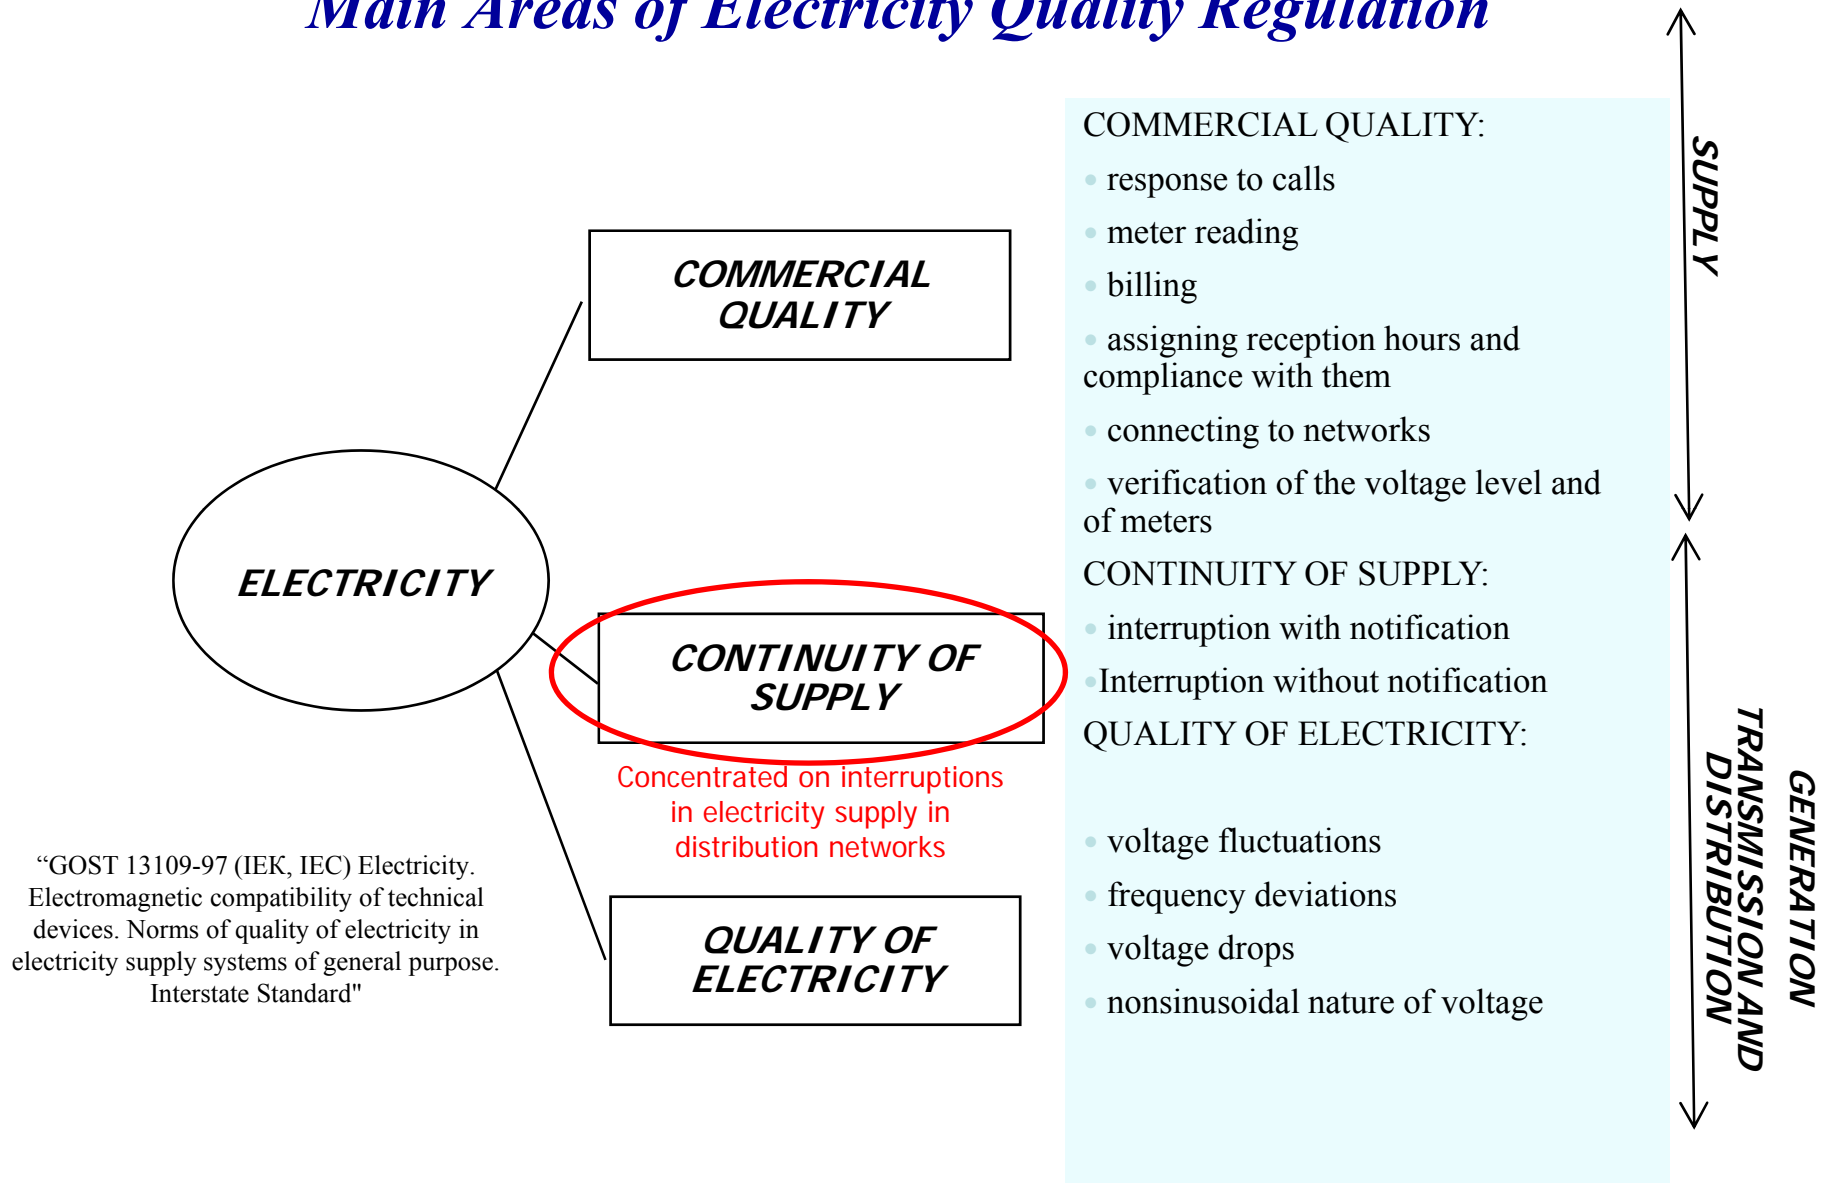 Main Areas of Electricity Quality Regulation
COMMERCIAL
QUALITY
ELECTRICITY
CONTINUITY OF
SUPPLY
Concentrated on interruptions
in electricity supply in
distribution networks
“GOST 13109-97 (IEK, IEC) Electricity.
Electromagnetic compatibility of technical
devices. Norms of quality of electricity in
electricity supply systems of general purpose.
Interstate Standard"
QUALITY OF
ELECTRICITY
COMMERCIAL QUALITY:
• response to calls
• meter reading
• billing
• assigning reception hours and
compliance with them
• connecting to networks
• verification of the voltage level and
of meters
CONTINUITY OF SUPPLY:
• interruption with notification
•Interruption without notification
QUALITY OF ELECTRICITY:
• voltage fluctuations
• frequency deviations
• voltage drops
• nonsinusoidal nature of voltage
SUPPLY
GENERATION
TRANSMISSION AND
DISTRIBUTION